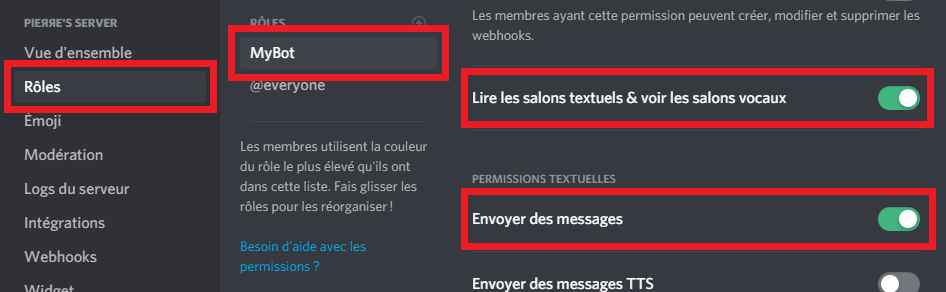 PIEЯЯE'S SERVER
Vue d'ensemble
Rôles
Émoji
Modération
Logs du serveur
Intégrations
Webhooks
Widget
RÔLES
MyBot
@everyone
Les membres utilisent la couleur
du rôle le plus élevé qu'ils ont
dans cette liste. Fais glisser les
rôles pour les réorganiser !
Besoin d'aide avec les
permissions ?
Les membres ayant cette permission peuvent créer, modifier et supprimer les
webhooks.
Lire les salons textuels & voir les salons vocaux
PERMISSIONS TEXTUELLES
Envoyer des messages
Envoyer des messages TTS